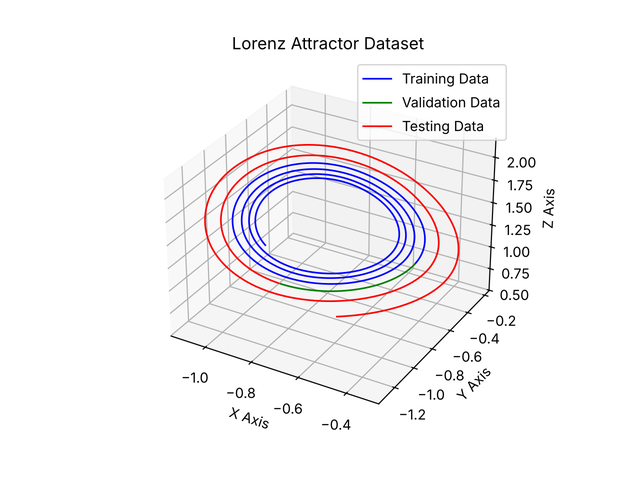 Lorenz Attractor Dataset
Training Data
Validation Data
Testing Data
2.00
1.75
1.50
1.25
1.00
0.75
0.50
Z Axis
−0.2
−0.4
−0.6
−0.8
−1.0
−1.2
Y Axis
−1.0
−0.8
−0.6
−0.4
X Axis